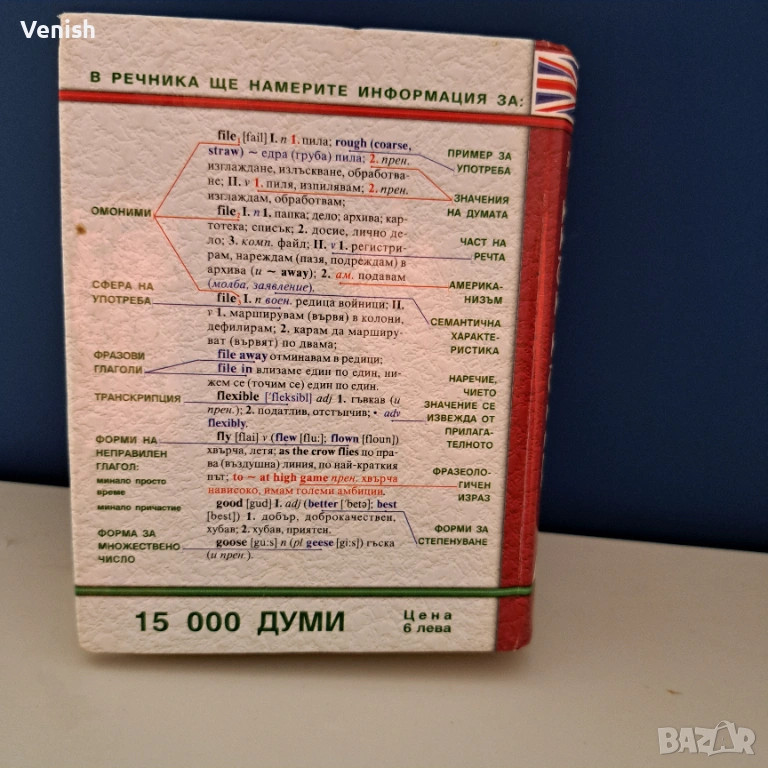 Venish
В РЕЧНИКА ЩЕ НАМЕРИТЕ ИНФОРМАЦИЯ ЗА:
file₁ [fail] I. n 1. пила; rough (coarse,
straw) ~ едра (груба) пила; 2. прен.
изглаждане, излъскване, обработва-
не; II. v 1. пиля, изпилявам; 2. прен.
изглаждам, обработвам;
file₂ I. n 1. папка; дело; архива; кар-
тотека; списък; 2. досие, лично де-
ло; 3. комп. файл; II. v 1. регистри-
рам, нареждам (пазя, подреждам) в
архива (и ~ away); 2. ам. подавам
(молба, заявление).
file₃ I. n воен. редица войници; II.
v 1. марширувам (вървя) в колони,
дефилирам; 2. карам да марширу-
ват (вървят) по двама;
file away отминавам в редици;
file in влизаме един по един, ни-
жем се (точим се) един по един.
flexible ['fleksibl] adj 1. гъвкав (и
прен.); 2. податлив, отстъпчив; • adv
flexibly.
fly [flai] v (flew [flu:]; flown [floun])
хвърча, летя; as the crow flies по пра-
ва (въздушна) линия, по най-краткия
път; to ~ at high game прен. хвърча
нависоко, имам големи амбиции.
good [gud] I. adj (better ['betə]; best
[best]) 1. добър, доброкачествен,
хубав; 2. хубав, приятен.
goose [gu:s] n (pl geese [gi:s]) гъска
(и прен.).
ОМОНИМИ
СФЕРА НА
УПОТРЕБА
ФРАЗОВИ
ГЛАГОЛИ
ТРАНСКРИПЦИЯ
ФОРМИ НА
НЕПРАВИЛЕН
ГЛАГОЛ:
минало просто
време
минало причастие
ФОРМА ЗА
МНОЖЕСТВЕНО
ЧИСЛО
ПРИМЕР ЗА
УПОТРЕБА
ЗНАЧЕНИЯ
НА ДУМАТА
ЧАСТ НА
РЕЧТА
АМЕРИКА-
НИЗЪМ
СЕМАНТИЧНА
ХАРАКТЕ-
РИСТИКА
НАРЕЧИЕ,
ЧИЕТО
ЗНАЧЕНИЕ СЕ
ИЗВЕЖДА ОТ
ПРИЛАГА-
ТЕЛНОТО
ФРАЗЕОЛО-
ГИЧЕН
ИЗРАЗ
ФОРМИ ЗА
СТЕПЕНУВАНЕ
15 000 ДУМИ
Цена
6 лева
BAZAR